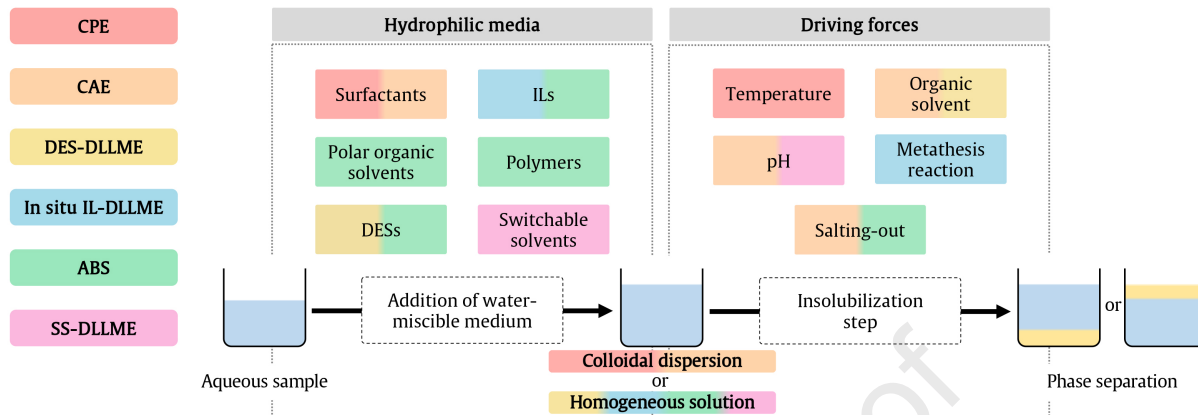 CPE
CAE
DES-DLLME
In situ IL-DLLME
ABS
SS-DLLME
Hydrophilic media
Surfactants
ILs
Polar organic
solvents
Polymers
DESs
Switchable
solvents
Driving forces
Temperature
Organic
solvent
pH
Metathesis
reaction
Salting-out
Aqueous sample
Addition of water-
miscible medium
Colloidal dispersion
or
Homogeneous solution
Insolubilization
step
or
Phase separation
of